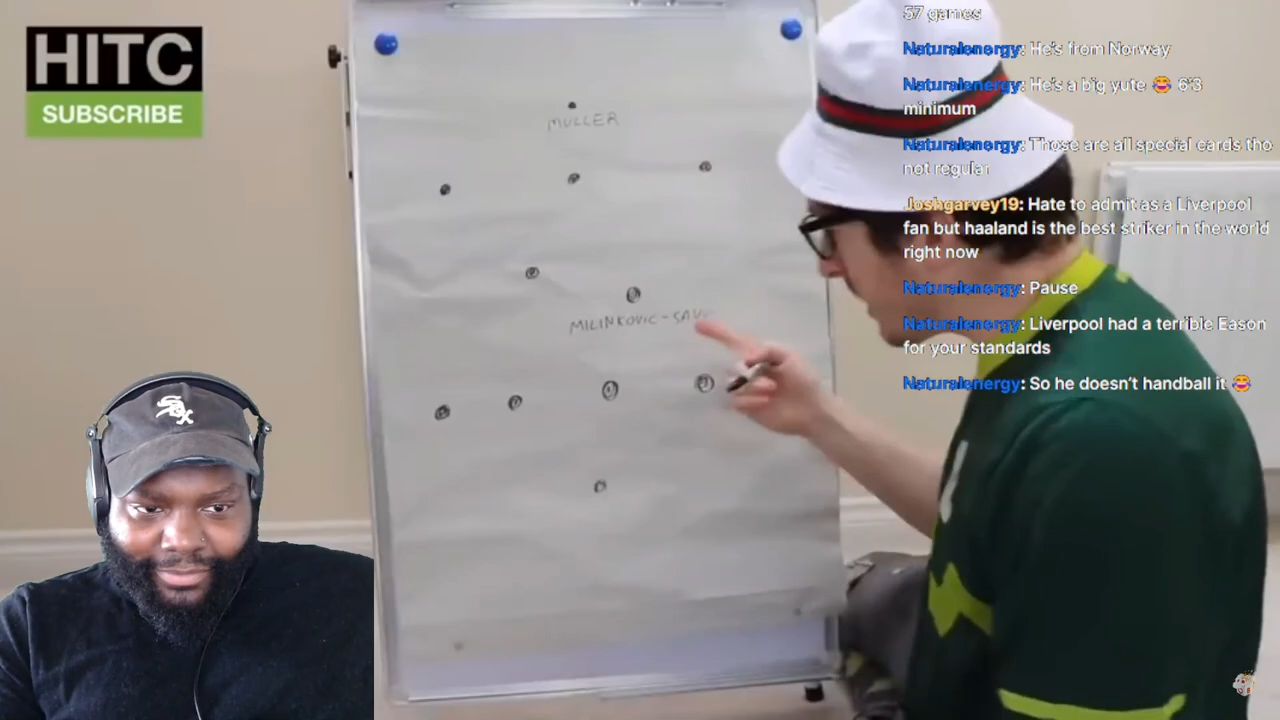 HITC
SUBSCRIBE
57 games
Naturalenergy: He's from Norway
Naturalenergy: He's a big yute 😂 6'3
minimum
Naturalenergy: Those are all special cards tho
not regular
Joshgarvey19: Hate to admit as a Liverpool
fan but haaland is the best striker in the world
right now
Naturalenergy: Pause
Naturalenergy: Liverpool had a terrible Eason
for your standards
Naturalenergy: So he doesn't handball it 😂
MULLER
MILINKOVIC-SAV
Sox